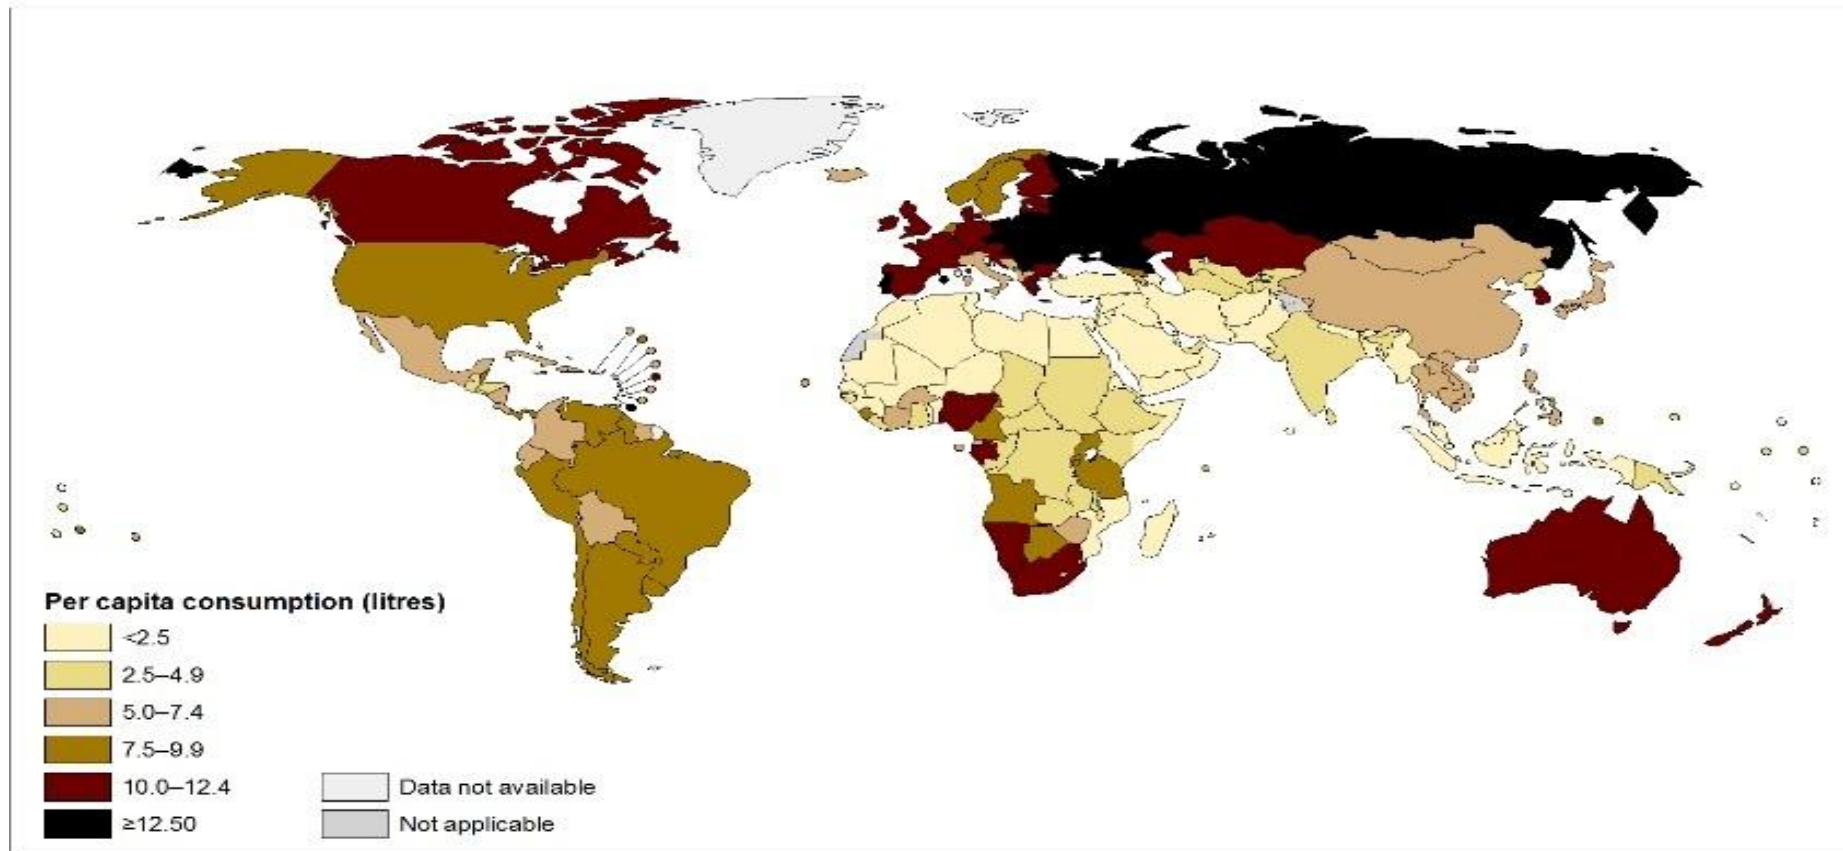 Per capita consumption (litres)
<2.5
2.5–4.9
5.0–7.4
7.5–9.9
10.0–12.4
≥12.50
Data not available
Not applicable